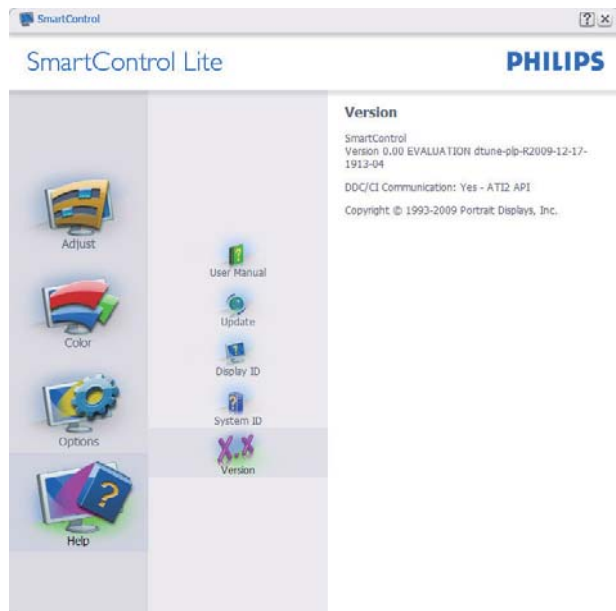 SmartControl
SmartControl Lite
PHILIPS
Adjust
Color
Options
Help
User Manual
Update
Display ID
System ID
X.X
Version
Version
SmartControl
Version 0.00 EVALUATION dtune-plp-R2009-12-17-
1913-04
DDC/CI Communication: Yes - ATI2 API
Copyright © 1993-2009 Portrait Displays, Inc.